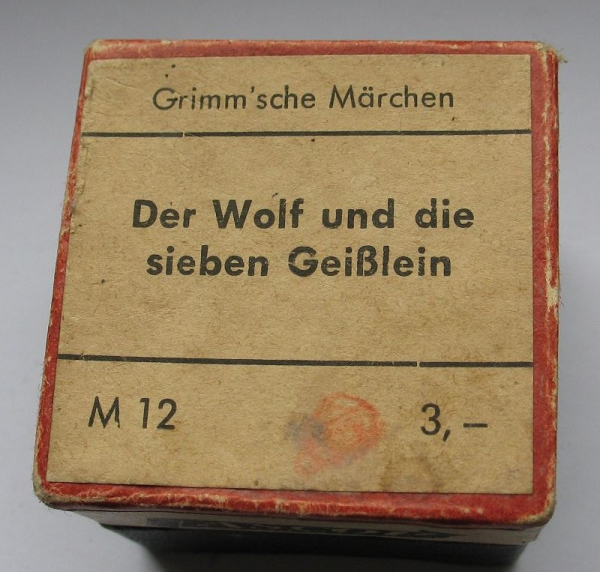 Grimm'sche Märchen
Der Wolf und die
sieben Geißlein
M 12
3,–